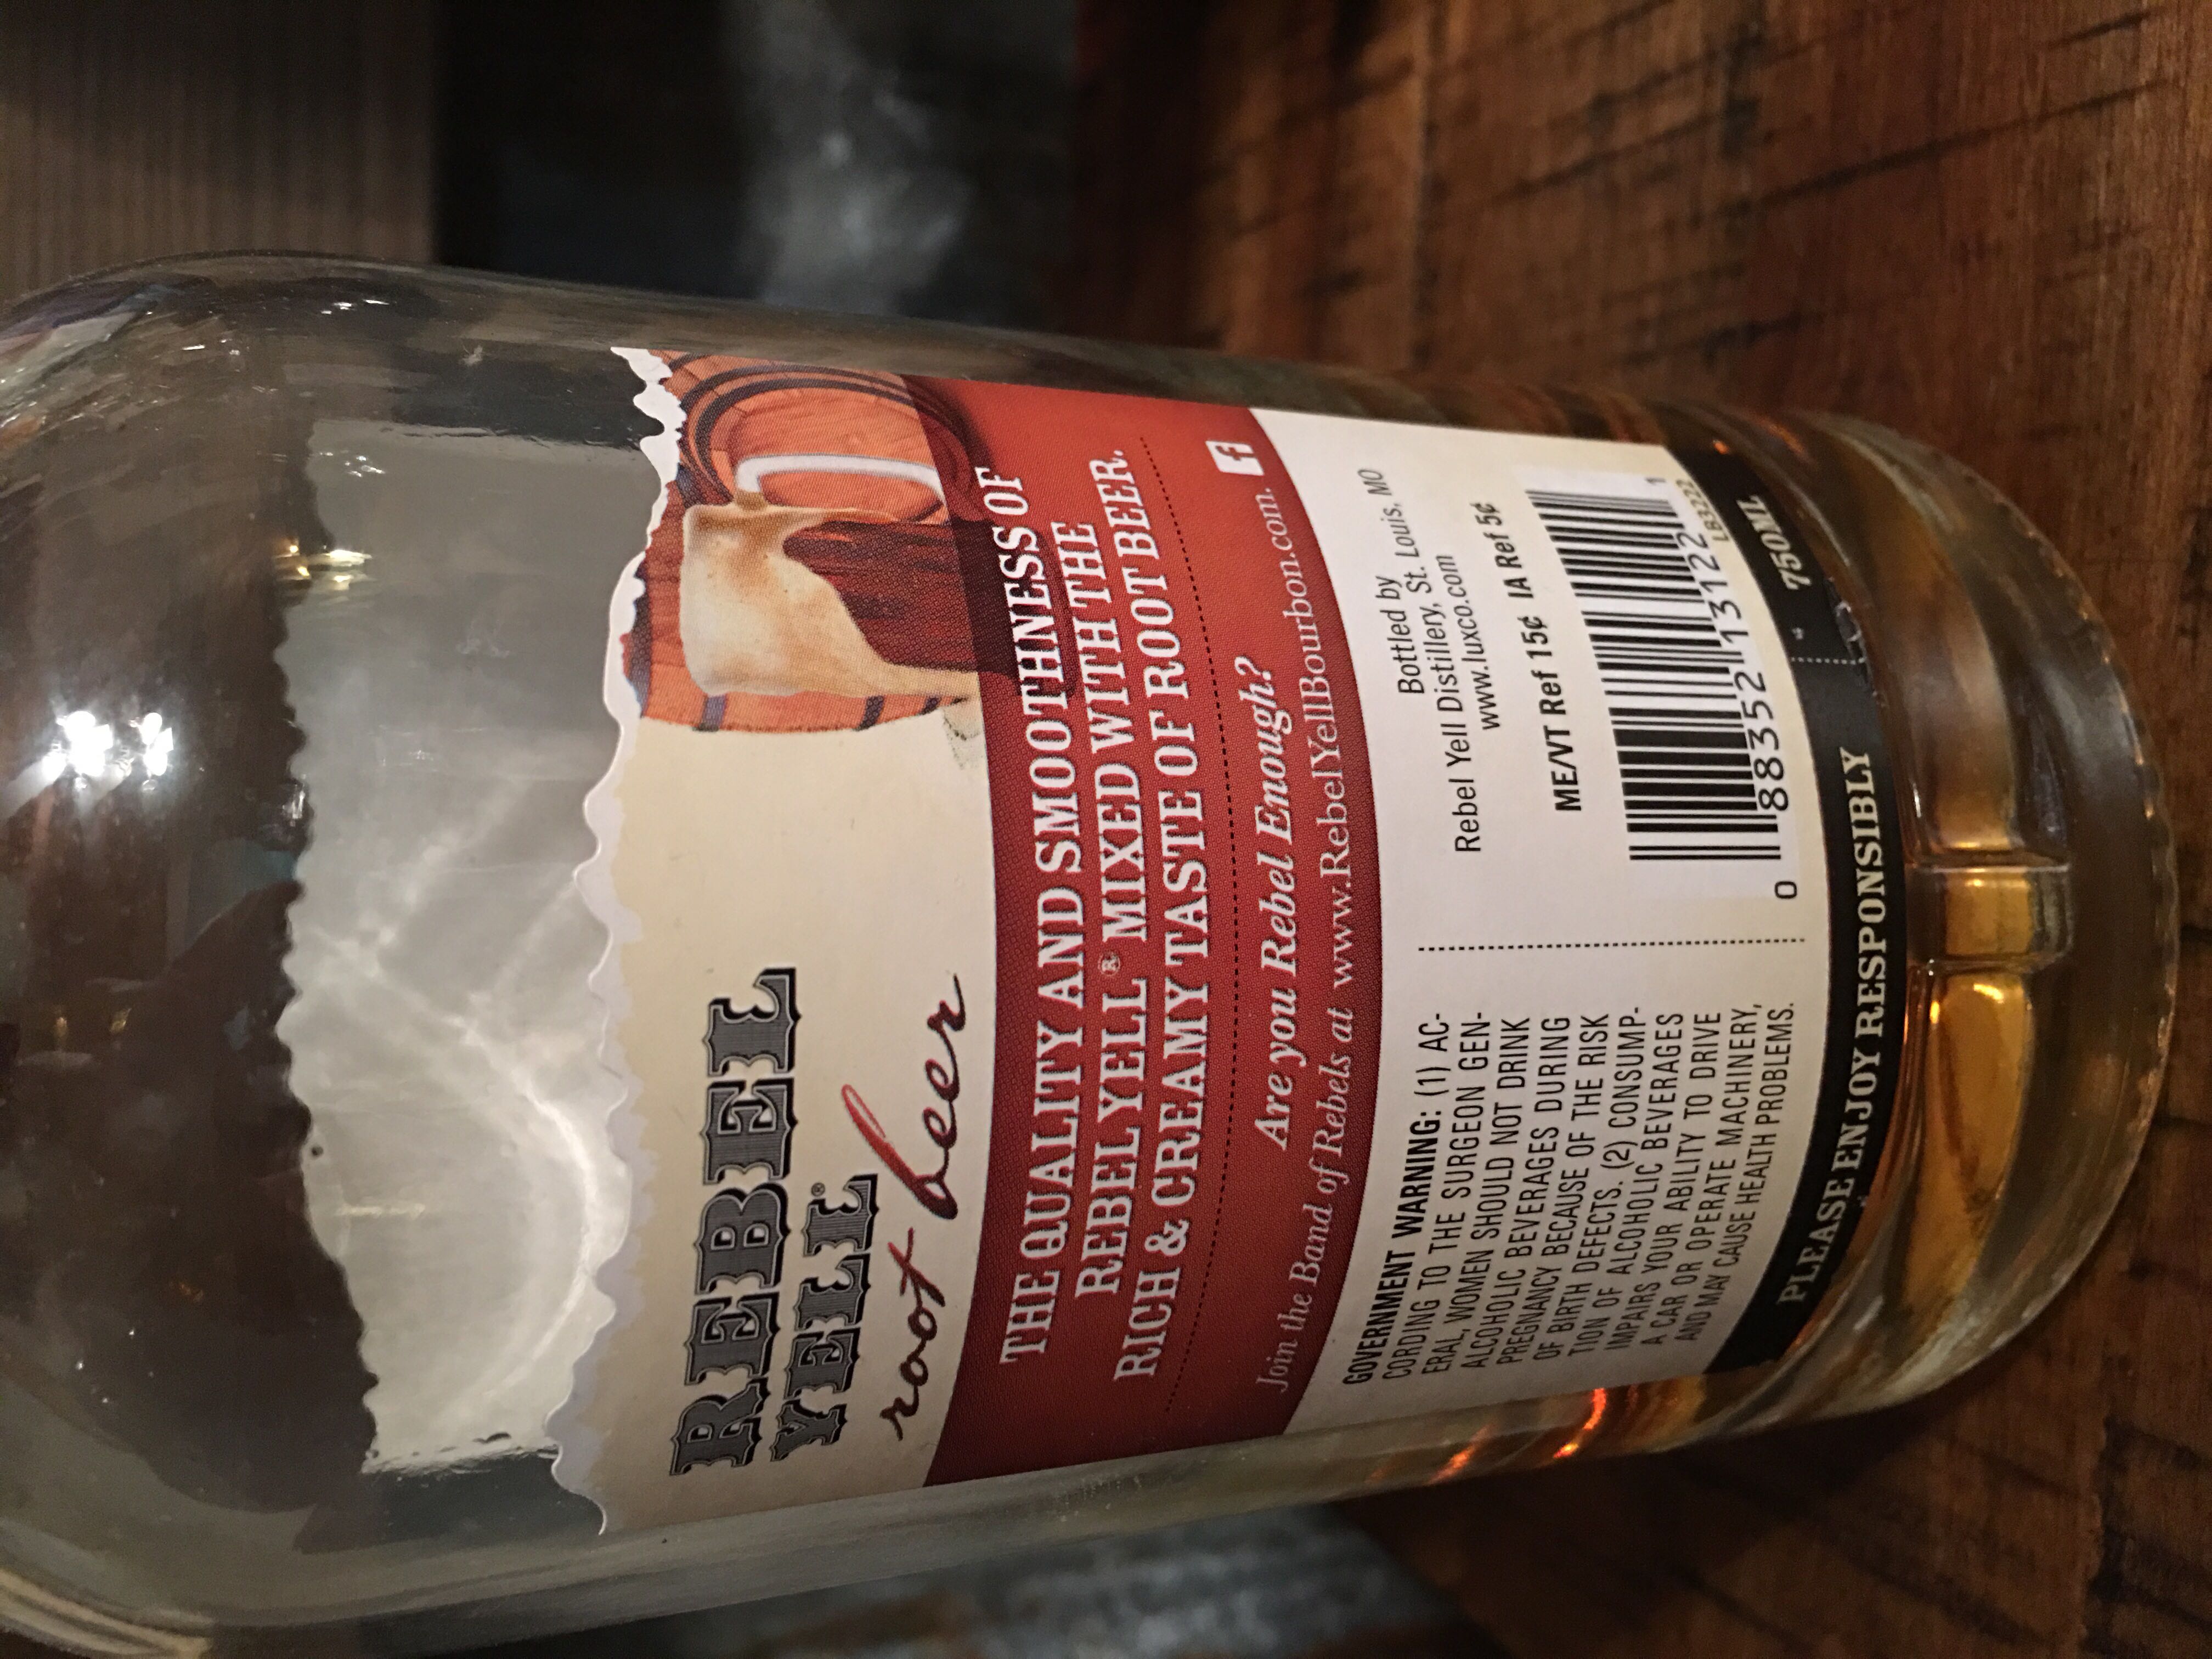 REBEL
YELL®
root beer
THE QUALITY AND SMOOTHNESS OF
REBEL YELL® MIXED WITH THE
RICH & CREAMY TASTE OF ROOT BEER.
Are you Rebel Enough?
Join the Band of Rebels at www.RebelYellBourbon.com.
GOVERNMENT WARNING: (1) AC-
CORDING TO THE SURGEON GEN-
ERAL, WOMEN SHOULD NOT DRINK
ALCOHOLIC BEVERAGES DURING
PREGNANCY BECAUSE OF THE RISK
OF BIRTH DEFECTS. (2) CONSUMP-
TION OF ALCOHOLIC BEVERAGES
IMPAIRS YOUR ABILITY TO DRIVE
A CAR OR OPERATE MACHINERY,
AND MAY CAUSE HEALTH PROBLEMS.
Bottled by
Rebel Yell Distillery, St. Louis, MO
www.luxco.com
ME/VT Ref 15¢ IA Ref 5¢
0 88352 13122 1
LB3222
PLEASE ENJOY RESPONSIBLY
750ML